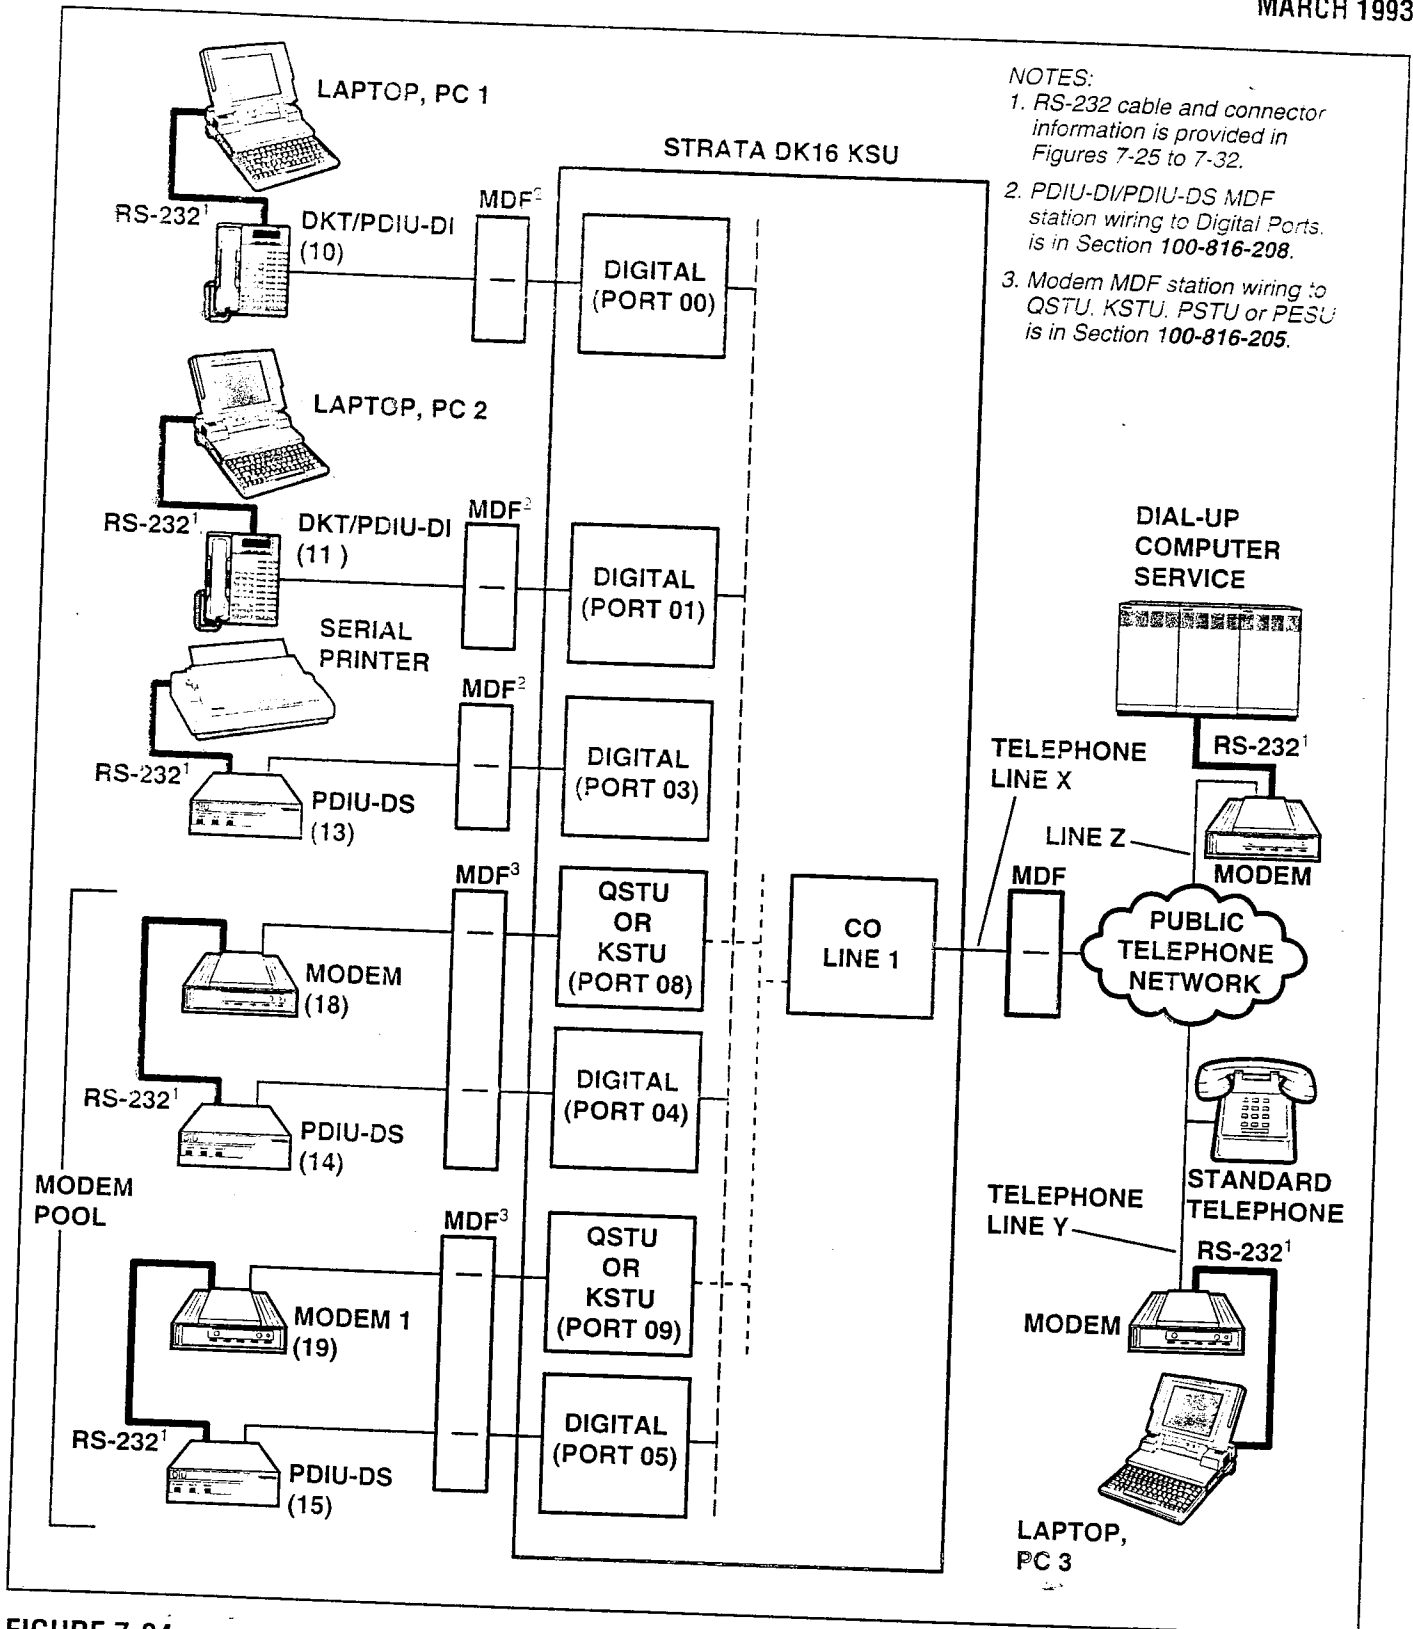 MARCH 1993
LAPTOP, PC 1
NOTES:
1. RS-232 cable and connector
information is provided in
Figures 7-25 to 7-32.
2. PDIU-DI/PDIU-DS MDF
station wiring to Digital Ports,
is in Section 100-816-208.
3. Modem MDF station wiring to
QSTU, KSTU, PSTU or PESU
is in Section 100-816-205.
STRATA DK16 KSU
RS-232¹
DKT/PDIU-DI
(10)
MDF²
DIGITAL
(PORT 00)
LAPTOP, PC 2
RS-232¹
DKT/PDIU-DI
(11 )
MDF²
DIGITAL
(PORT 01)
SERIAL
PRINTER
RS-232¹
PDIU-DS
(13)
MDF²
DIGITAL
(PORT 03)
MODEM
POOL
MODEM
(18)
MDF³
QSTU
OR
KSTU
(PORT 08)
RS-232¹
PDIU-DS
(14)
DIGITAL
(PORT 04)
MODEM 1
(19)
MDF³
QSTU
OR
KSTU
(PORT 09)
RS-232¹
PDIU-DS
(15)
DIGITAL
(PORT 05)
CO
LINE 1
TELEPHONE
LINE X
MDF
DIAL-UP
COMPUTER
SERVICE
RS-232¹
LINE Z
MODEM
PUBLIC
TELEPHONE
NETWORK
STANDARD
TELEPHONE
TELEPHONE
LINE Y
RS-232¹
MODEM
LAPTOP,
PC 3